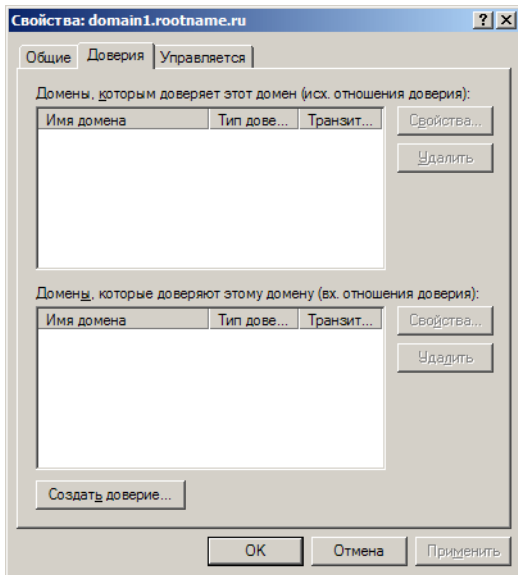 Свойства: domain1.rootname.ru
Общие Доверия Управляется
Домены, которым доверяет этот домен (исх. отношения доверия):
Имя домена Тип дове... Транзит... Свойства...
Удалить
Домены, которые доверяют этому домену (вх. отношения доверия):
Имя домена Тип дове... Транзит... Свойства...
Удалить
Создать доверие...
OK Отмена Применить